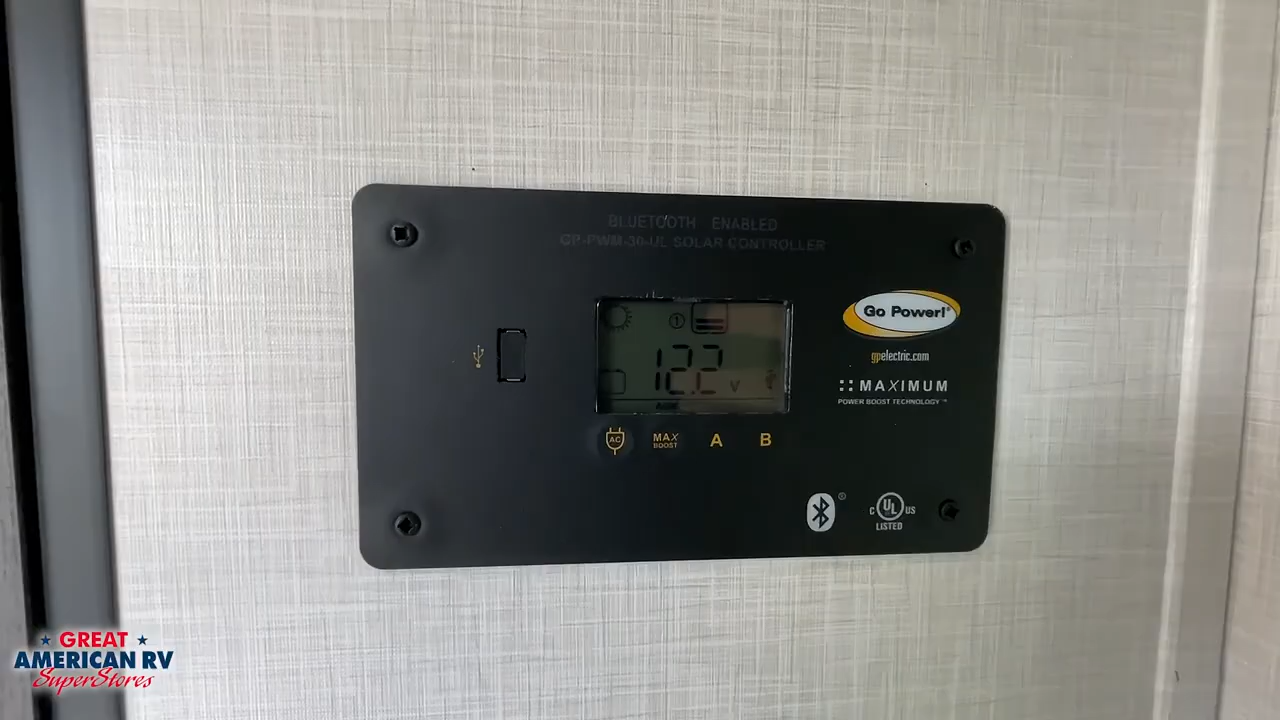 BLUETOOTH ENABLED
GP-PWM-30-UL SOLAR CONTROLLER
1
12.2 V
Go Power!®
gpelectric.com
MAXIMUM
POWER BOOST TECHNOLOGY™
AC
MAX
BOOST
A
B
®
C UL US
LISTED
GREAT
AMERICAN RV
SuperStores